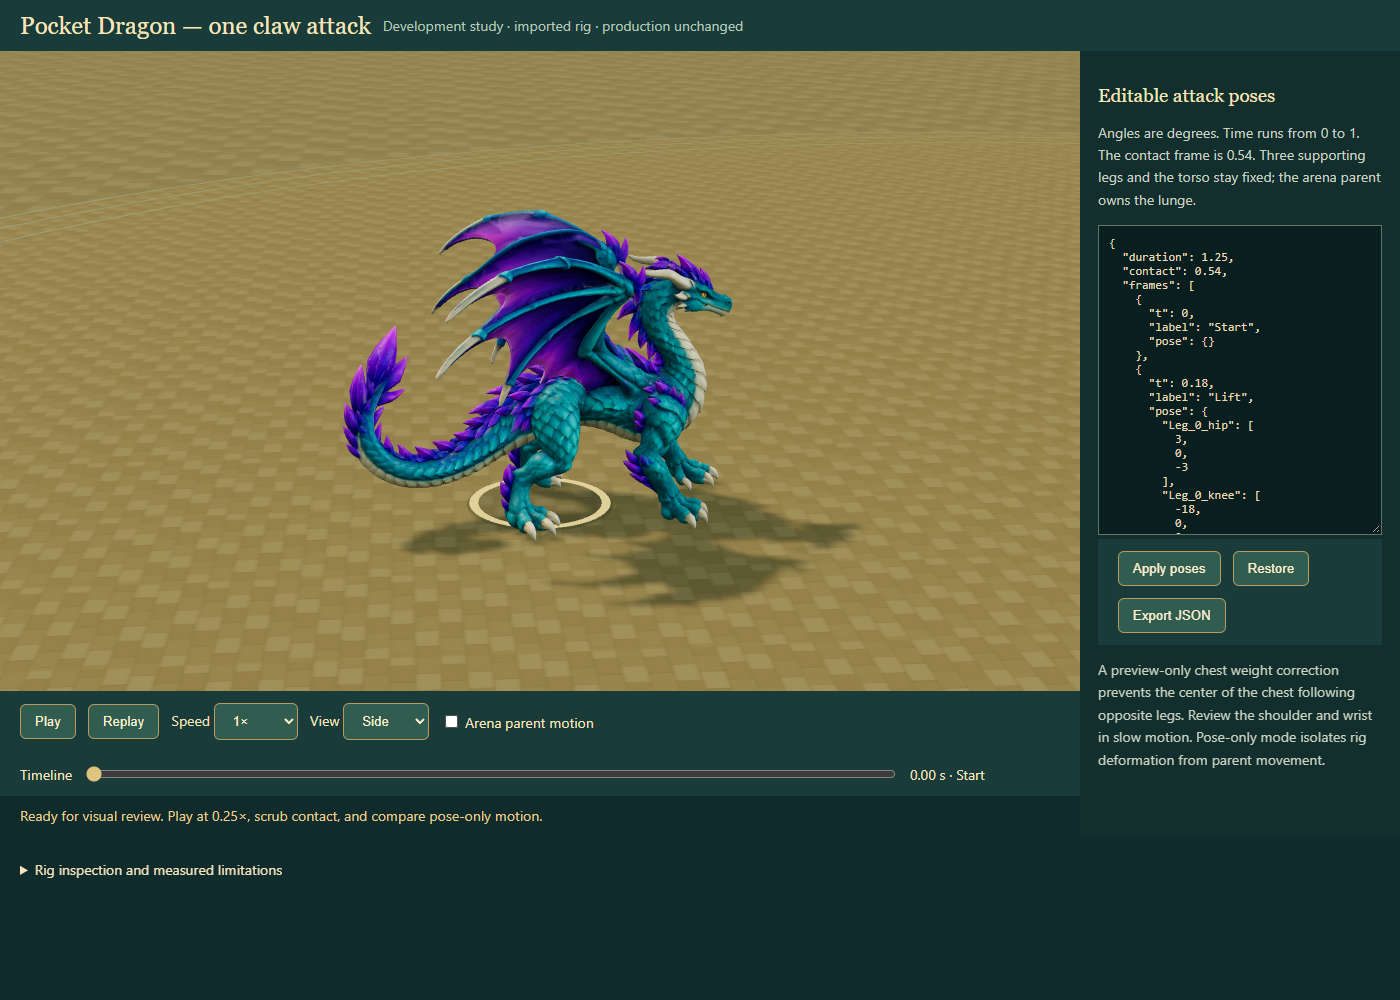 Pocket Dragon — one claw attack
Development study · imported rig · production unchanged
Editable attack poses
Angles are degrees. Time runs from 0 to 1.
The contact frame is 0.54. Three supporting
legs and the torso stay fixed; the arena parent
owns the lunge.
{
"duration": 1.25,
"contact": 0.54,
"frames": [
{
"t": 0,
"label": "Start",
"pose": {}
},
{
"t": 0.18,
"label": "Lift",
"pose": {
"Leg_0_hip": [
3,
0,
-3
],
"Leg_0_knee": [
-18,
0,
Apply poses
Restore
Export JSON
A preview-only chest weight correction
prevents the center of the chest following
opposite legs. Review the shoulder and wrist
in slow motion. Pose-only mode isolates rig
deformation from parent movement.
Play
Replay
Speed
1×
View
Side
Arena parent motion
Timeline
0.00 s · Start
Ready for visual review. Play at 0.25×, scrub contact, and compare pose-only motion.
Rig inspection and measured limitations